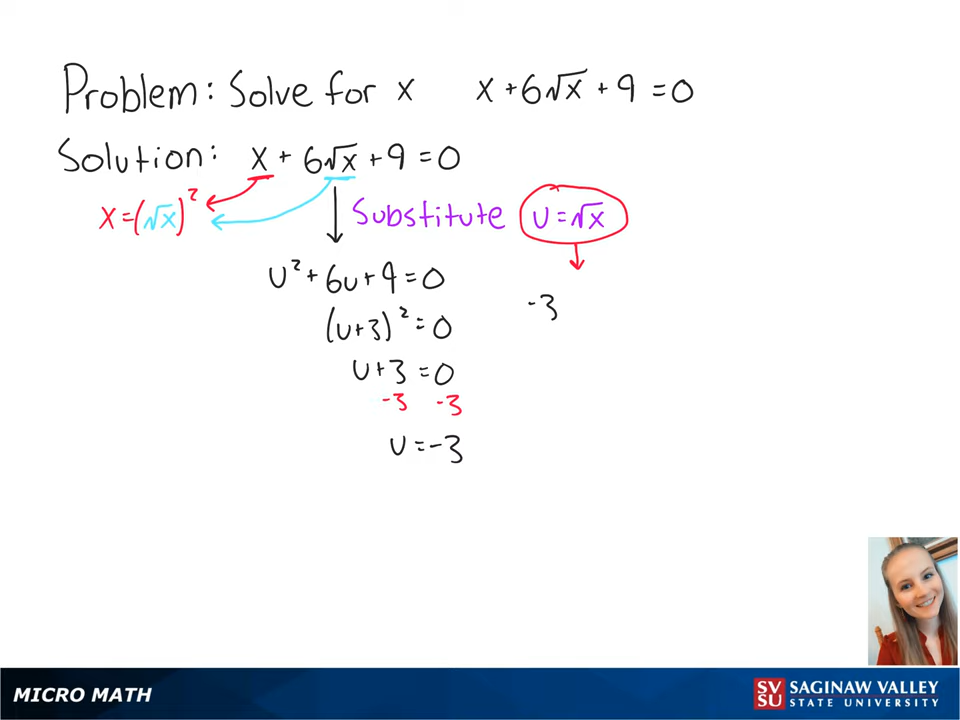 Problem: Solve for x x + 6√x + 9 = 0
Solution: x + 6√x + 9 = 0
x = (√x)² Substitute u = √x
u² + 6u + 9 = 0
-3
(u+3)² = 0
u + 3 = 0
-3 -3
u = -3
MICRO MATH
SV SU SAGINAW VALLEY
STATE UNIVERSITY